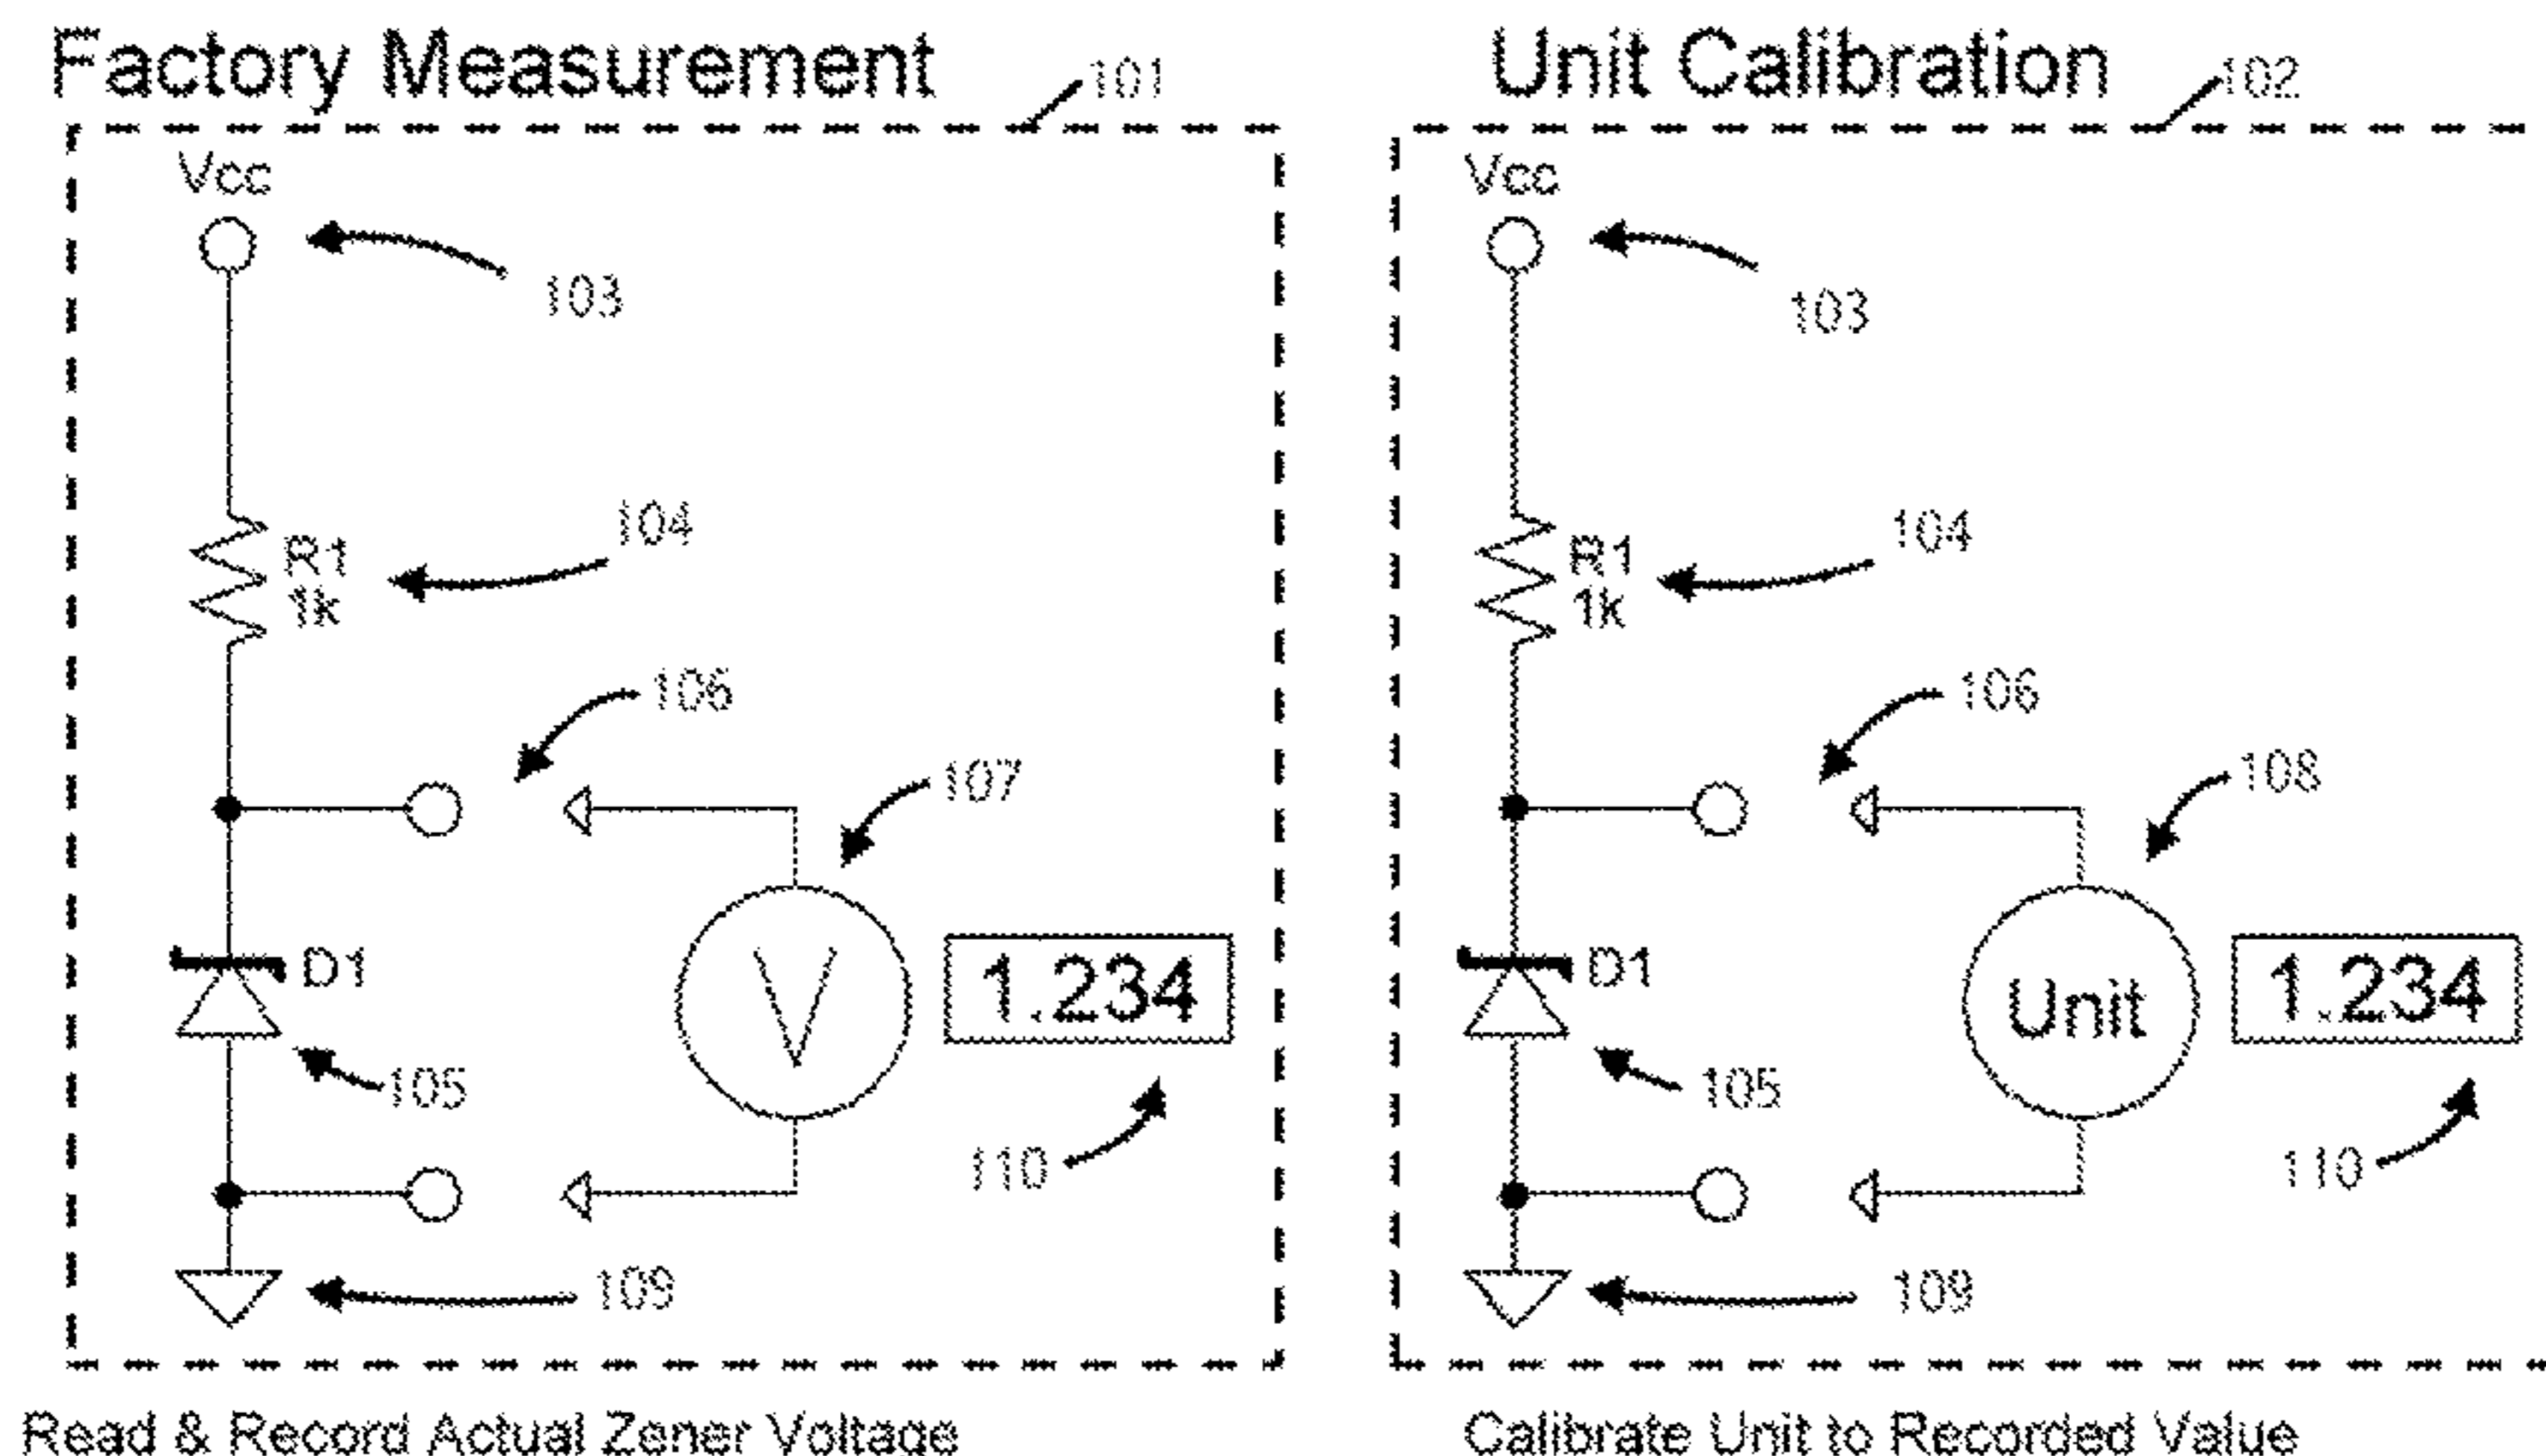 Factory Measurement
101
Vcc
103
104
R1
1k
106
107
D1
V
1.234
105
110
109
Read & Record Actual Zener Voltage
Unit Calibration
102
Vcc
103
104
R1
1k
106
108
D1
Unit
1.234
105
110
109
Calibrate Unit to Recorded Value